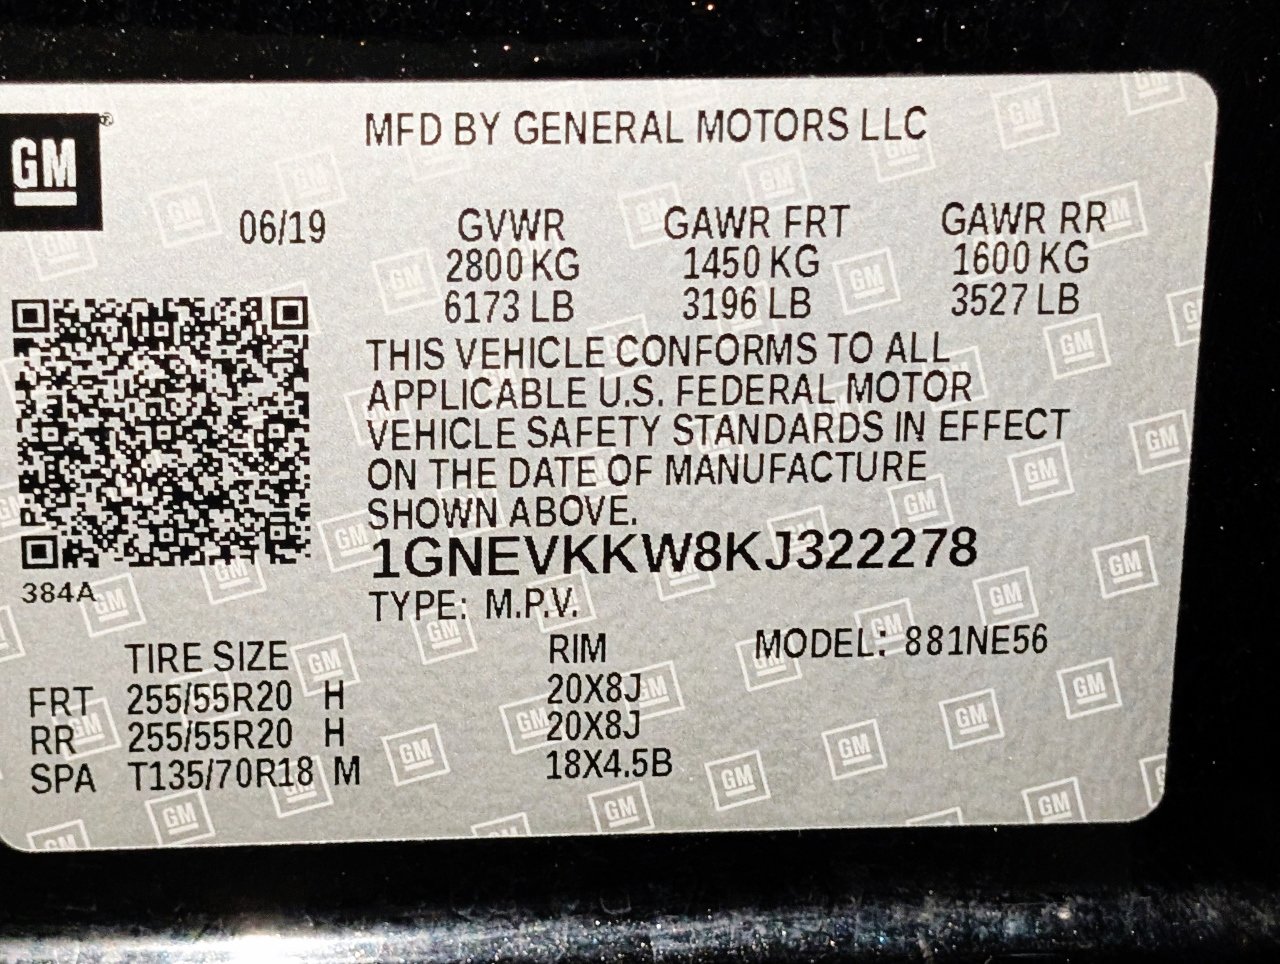 GM®
MFD BY GENERAL MOTORS LLC
06/19 GVWR GAWR FRT GAWR RR
2800 KG 1450 KG 1600 KG
6173 LB 3196 LB 3527 LB
THIS VEHICLE CONFORMS TO ALL
APPLICABLE U.S. FEDERAL MOTOR
VEHICLE SAFETY STANDARDS IN EFFECT
ON THE DATE OF MANUFACTURE
SHOWN ABOVE.
1GNEVKKW8KJ322278
384A
TYPE: M.P.V.
TIRE SIZE RIM MODEL: 881NE56
FRT 255/55R20 H 20X8J
RR 255/55R20 H 20X8J
SPA T135/70R18 M 18X4.5B